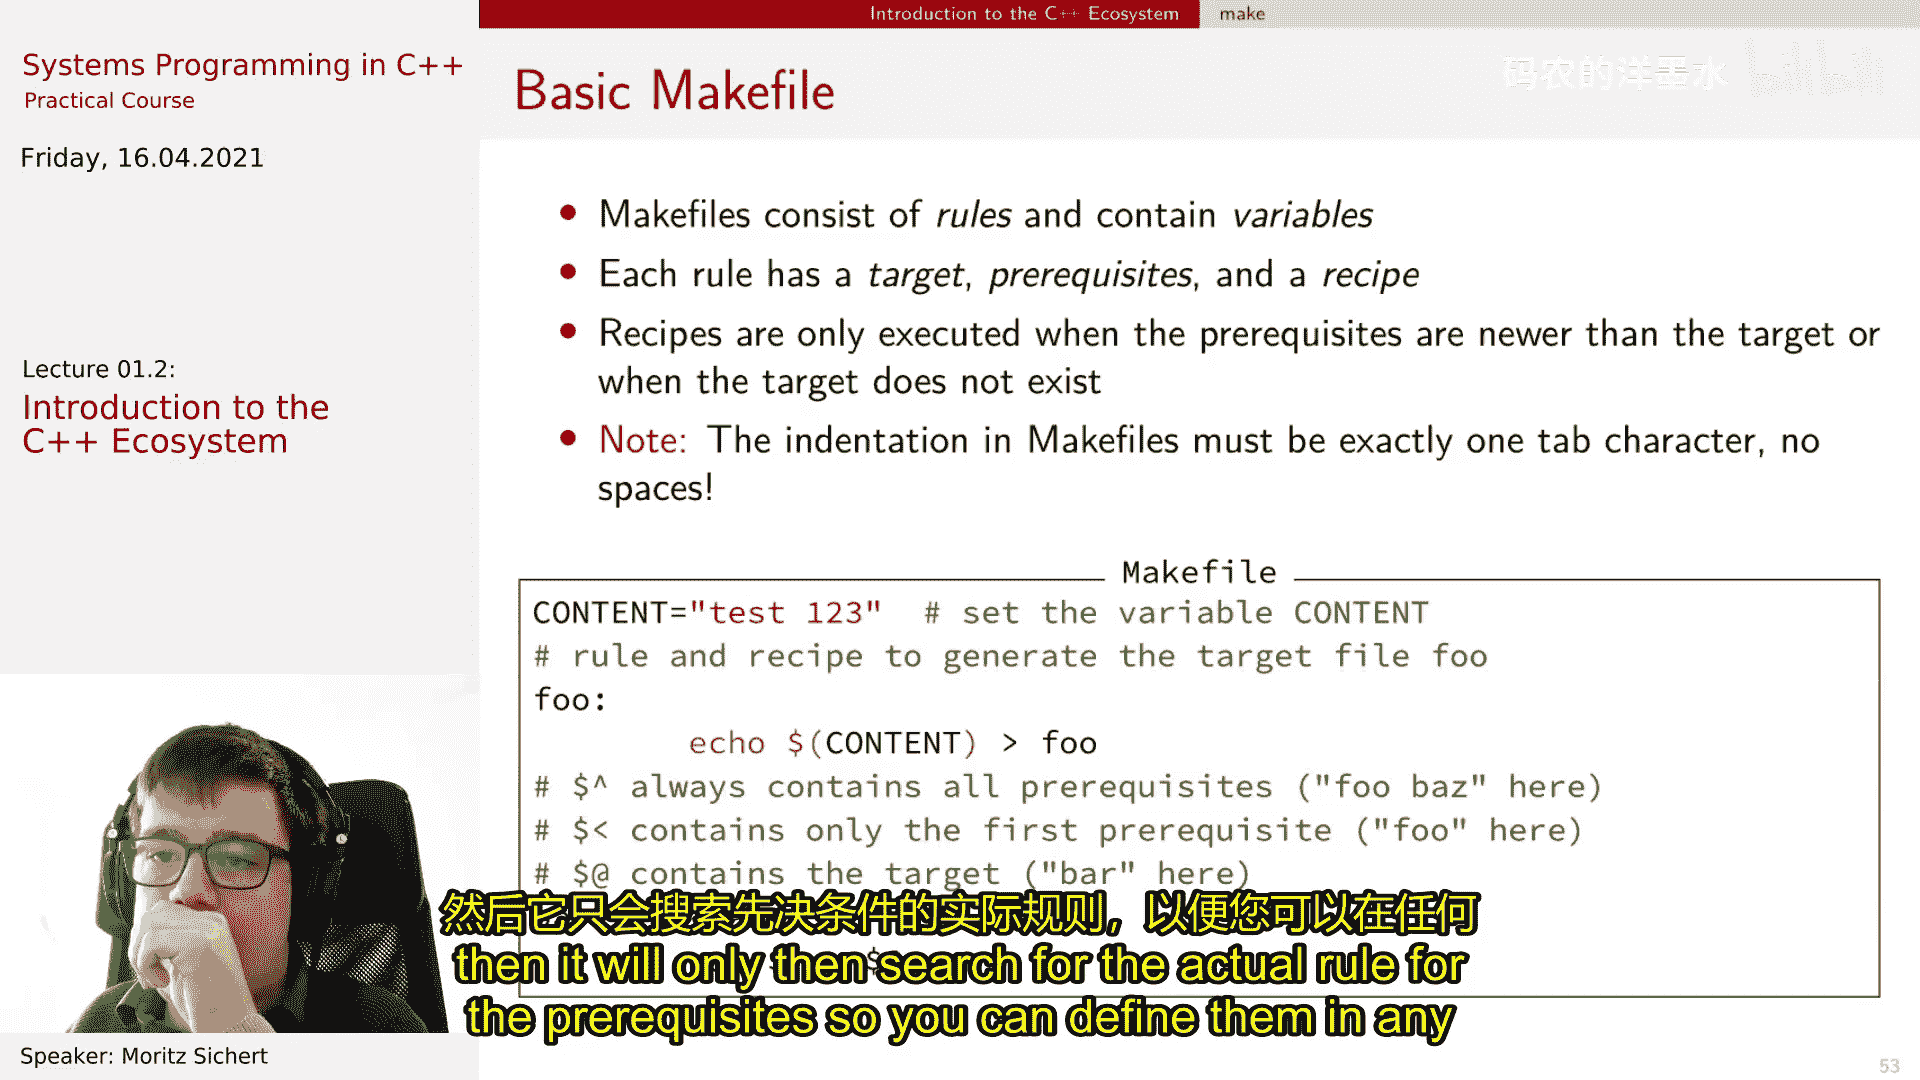 Introduction to the C++ Ecosystem
make
Systems Programming in C++
Practical Course
Friday, 16.04.2021
Lecture 01.2:
Introduction to the
C++ Ecosystem
码农的洋墨水 bilibili
Basic Makefile
Makefiles consist of rules and contain variables
Each rule has a target, prerequisites, and a recipe
Recipes are only executed when the prerequisites are newer than the target or
when the target does not exist
Note: The indentation in Makefiles must be exactly one tab character, no
spaces!
Makefile
CONTENT="test 123" # set the variable CONTENT
# rule and recipe to generate the target file foo
foo:
echo $(CONTENT) > foo
# $^ always contains all prerequisites ("foo baz" here)
# $< contains only the first prerequisite ("foo" here)
# $@ contains the target ("bar" here)
然后它只会搜索先决条件的实际规则，以便您可以在任何
then it will only then search for the actual rule for
the prerequisites so you can define them in any
Speaker: Moritz Sichert
53